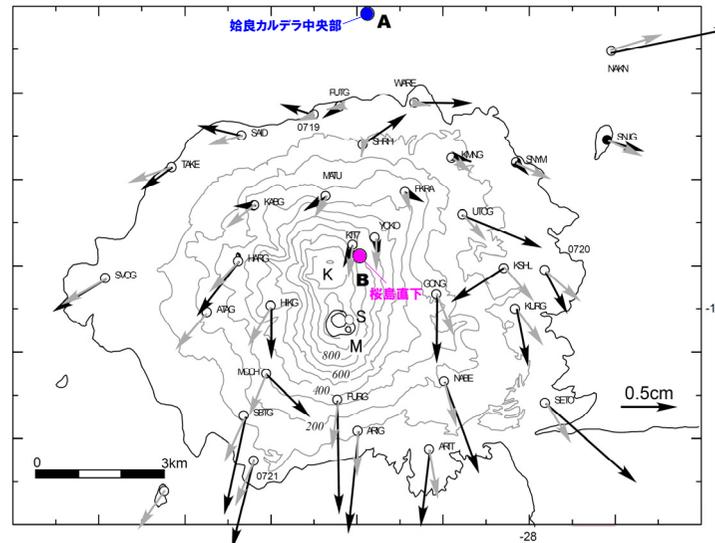 姶良カルデラ中央部
A
NAKN
WARE
FUTG
0719
SAID
SHRH
SNJG
KMNG
SNYM
TAKE
MATU
FKRA
KABG
UTOG
YOKO
KI17
0720
HARG
B
K
KSHL
桜島直下
SVOG
GONG
ATAG
HIKG
KURG
-1
S
M
800
600
400
200
MOCH
NABE
0.5cm
FURG
SETO
SBTG
ARIG
ARIT
0
3km
0721
-28